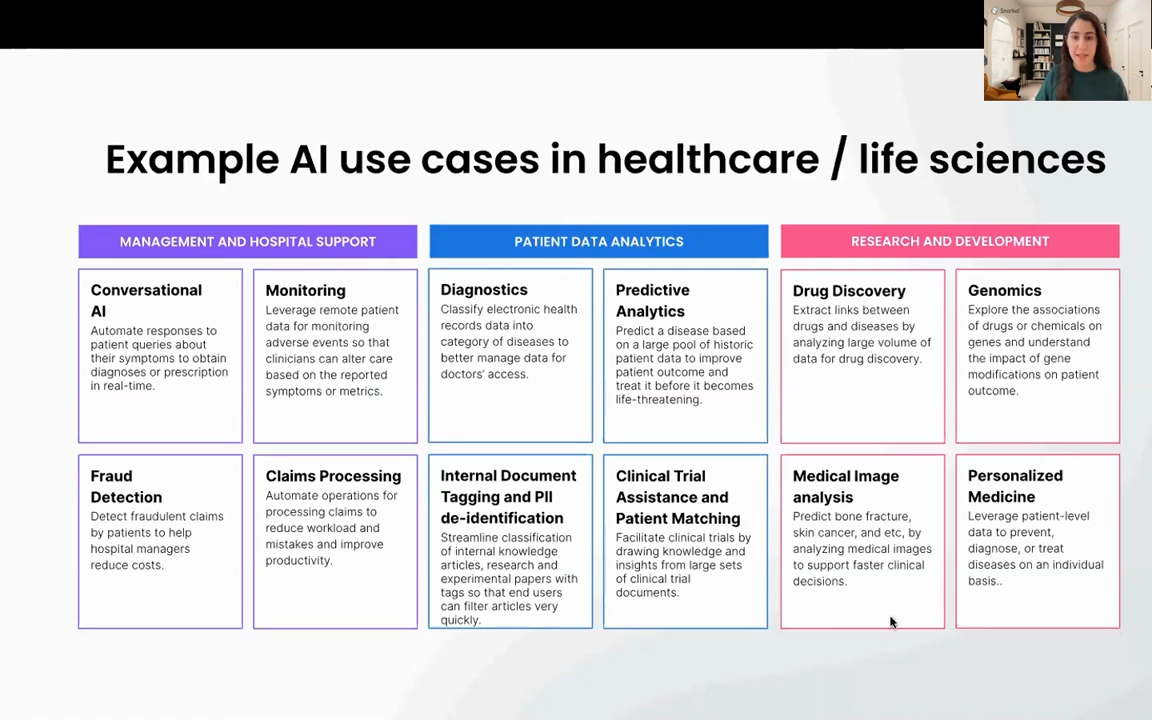 Snorkel
Example AI use cases in healthcare / life sciences
MANAGEMENT AND HOSPITAL SUPPORT
PATIENT DATA ANALYTICS
RESEARCH AND DEVELOPMENT
Conversational
AI
Automate responses to
patient queries about
their symptoms to obtain
diagnoses or prescription
in real-time.
Monitoring
Leverage remote patient
data for monitoring
adverse events so that
clinicians can alter care
based on the reported
symptoms or metrics.
Diagnostics
Classify electronic health
records data into
category of diseases to
better manage data for
doctors' access.
Predictive
Analytics
Predict a disease based
on a large pool of historic
patient data to improve
patient outcome and
treat it before it becomes
life-threatening.
Drug Discovery
Extract links between
drugs and diseases by
analyzing large volume of
data for drug discovery.
Genomics
Explore the associations
of drugs or chemicals on
genes and understand
the impact of gene
modifications on patient
outcome.
Fraud
Detection
Detect fraudulent claims
by patients to help
hospital managers
reduce costs.
Claims Processing
Automate operations for
processing claims to
reduce workload and
mistakes and improve
productivity.
Internal Document
Tagging and PII
de-identification
Streamline classification
of internal knowledge
articles, research and
experimental papers with
tags so that end users
can filter articles very
quickly.
Clinical Trial
Assistance and
Patient Matching
Facilitate clinical trials by
drawing knowledge and
insights from large sets
of clinical trial
documents.
Medical Image
analysis
Predict bone fracture,
skin cancer, and etc, by
analyzing medical images
to support faster clinical
decisions.
Personalized
Medicine
Leverage patient-level
data to prevent,
diagnose, or treat
diseases on an individual
basis..